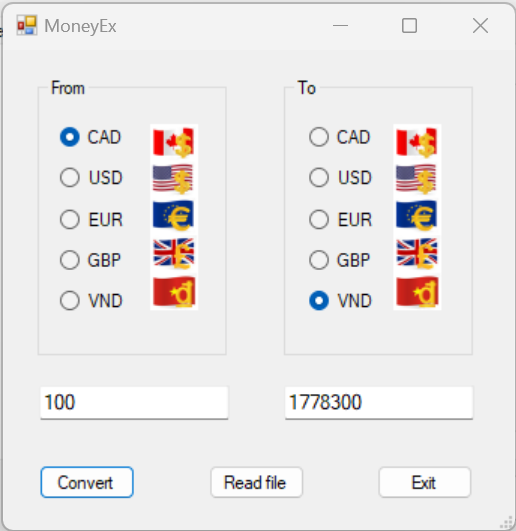 MoneyEx
From To
CAD CAD
USD USD
EUR EUR
GBP GBP
VND VND
100 1778300
Convert Read file Exit